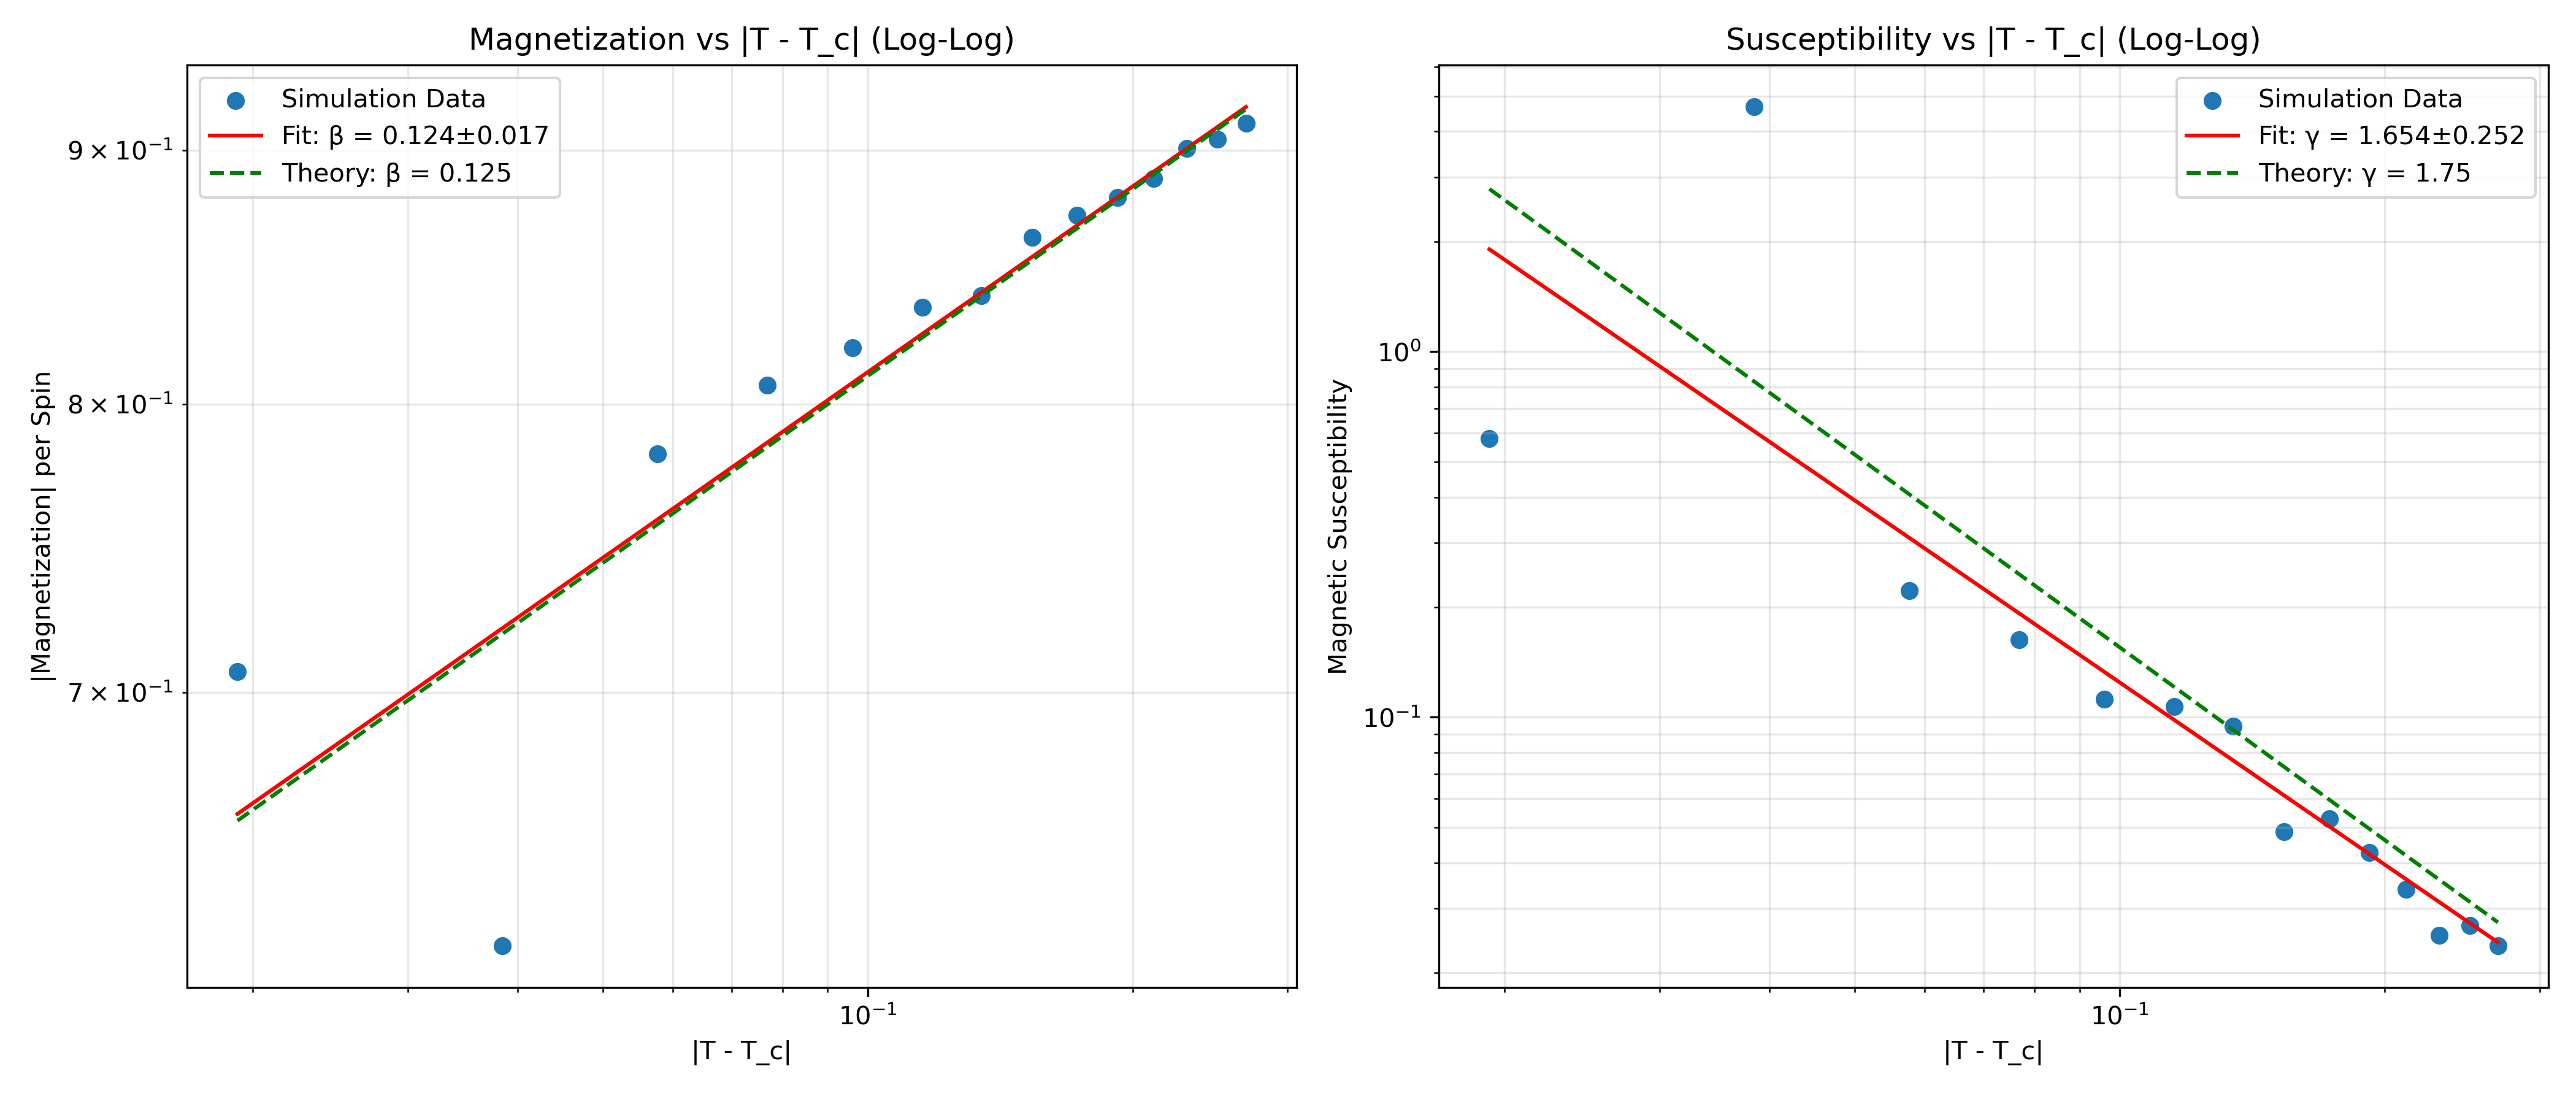 Magnetization vs |T - T_c| (Log-Log)
Simulation Data
Fit: β = 0.124±0.017
Theory: β = 0.125
9 × 10⁻¹
8 × 10⁻¹
7 × 10⁻¹
|Magnetization| per Spin
10⁻¹
|T - T_c|
Susceptibility vs |T - T_c| (Log-Log)
Simulation Data
Fit: γ = 1.654±0.252
Theory: γ = 1.75
10⁰
10⁻¹
Magnetic Susceptibility
10⁻¹
|T - T_c|